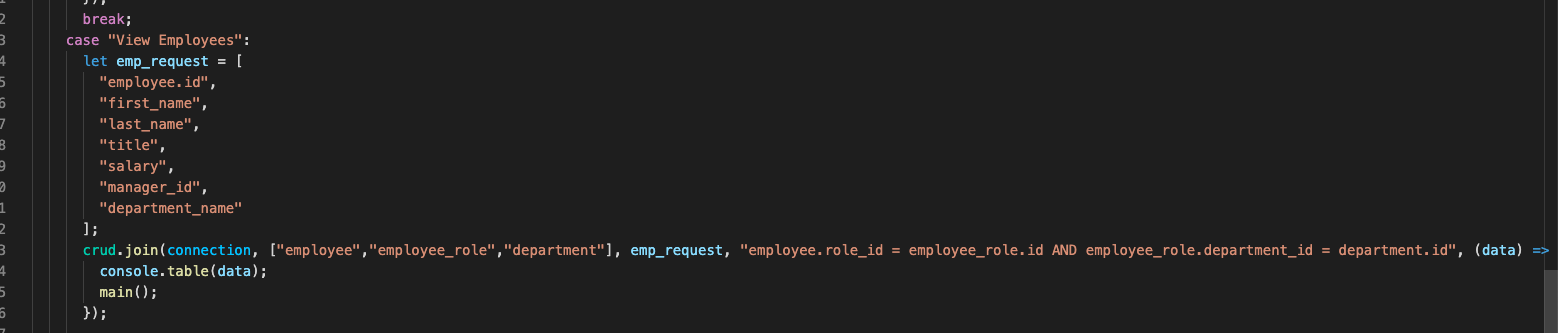 2 break;
3 case "View Employees":
4 let emp_request = [
5 "employee.id",
6 "first_name",
7 "last_name",
8 "title",
9 "salary",
0 "manager_id",
1 "department_name"
2 ];
3 crud.join(connection, ["employee","employee_role","department"], emp_request, "employee.role_id = employee_role.id AND employee_role.department_id = department.id", (data) =>
4 console.table(data);
5 main();
6 });